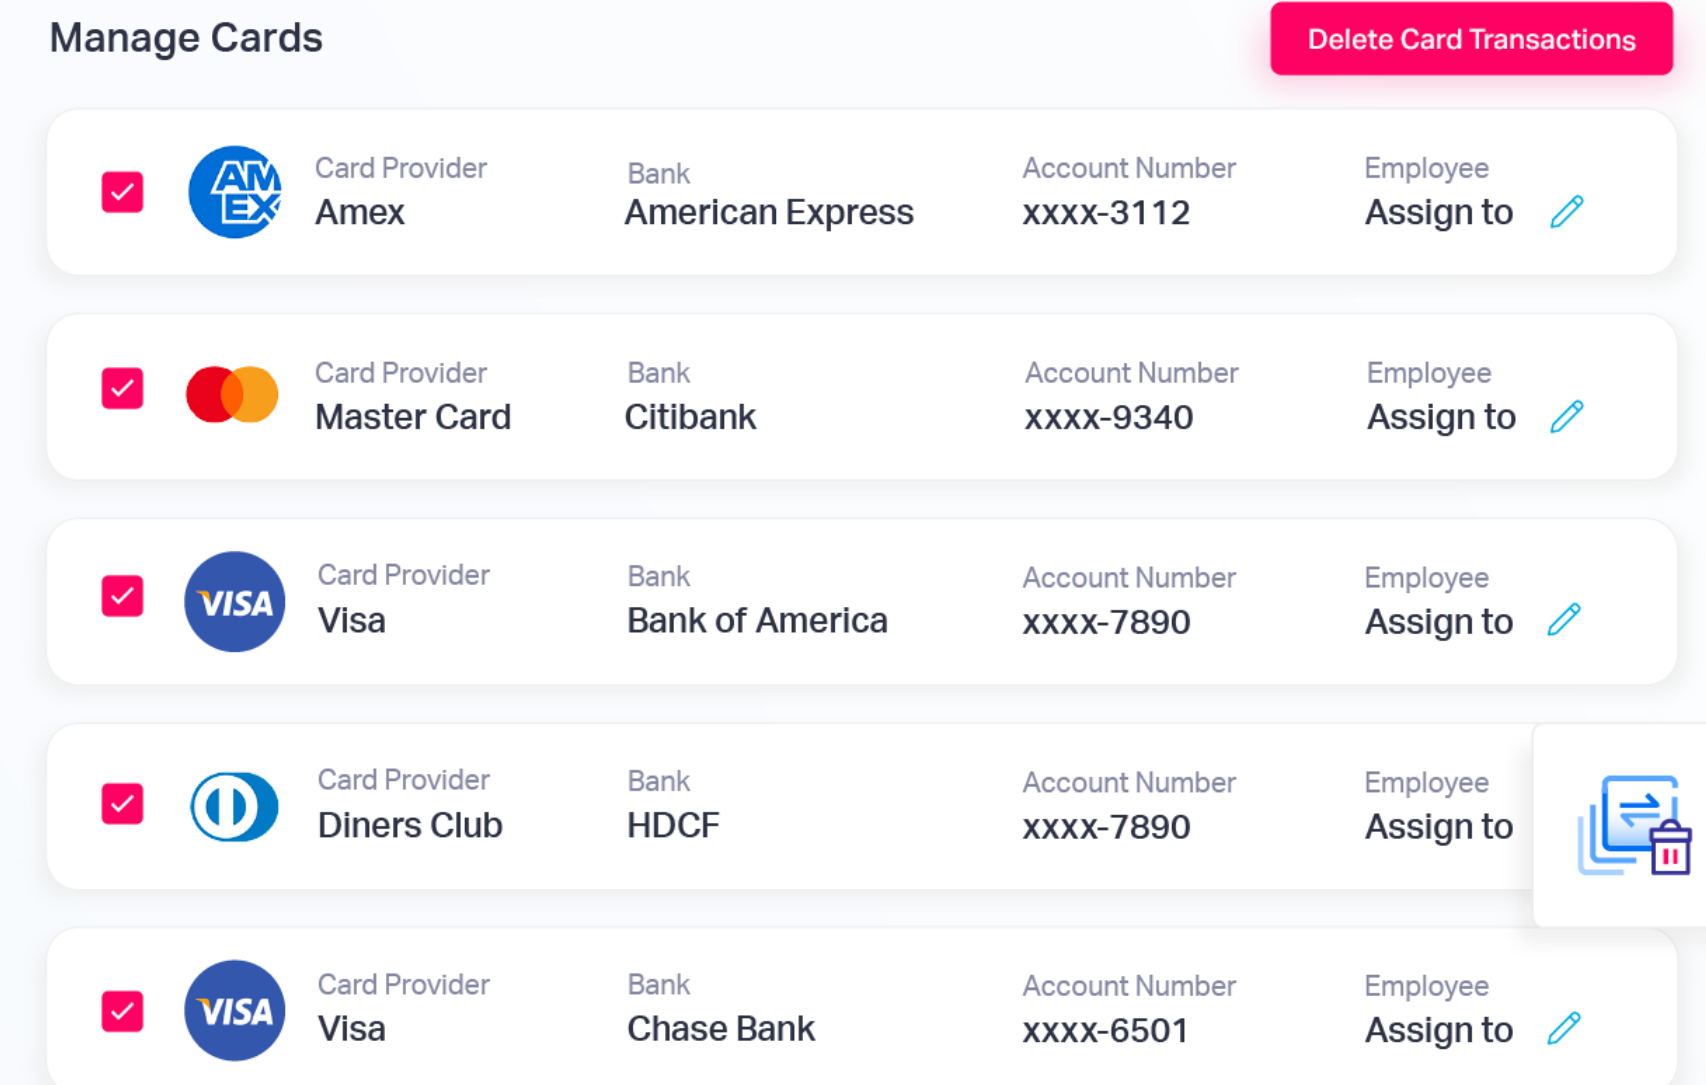 Manage Cards
Delete Card Transactions
AM
EX
Card Provider
Amex
Bank
American Express
Account Number
xxxx-3112
Employee
Assign to
Card Provider
Master Card
Bank
Citibank
Account Number
xxxx-9340
Employee
Assign to
VISA
Card Provider
Visa
Bank
Bank of America
Account Number
xxxx-7890
Employee
Assign to
Card Provider
Diners Club
Bank
HDCF
Account Number
xxxx-7890
Employee
Assign to
VISA
Card Provider
Visa
Bank
Chase Bank
Account Number
xxxx-6501
Employee
Assign to